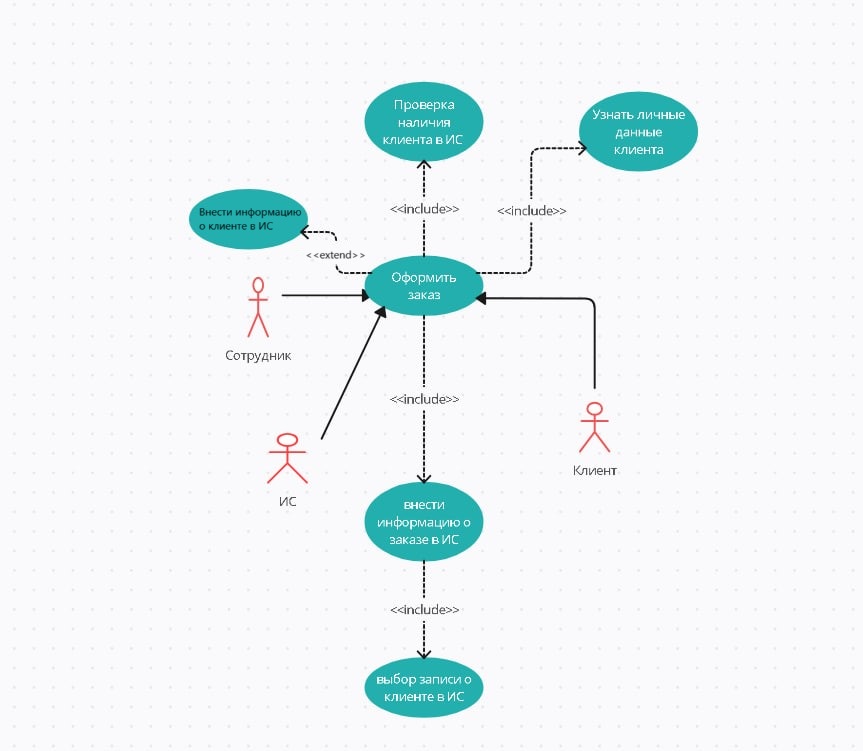 Проверка
наличия
клиента в ИС
Узнать личные
данные
клиента
<<include>>
<<include>>
Внести информацию
о клиенте в ИС
<<extend>>
Оформить
заказ
Сотрудник
<<include>>
Клиент
ИС
внести
информацию о
заказе в ИС
<<include>>
выбор записи о
клиенте в ИС